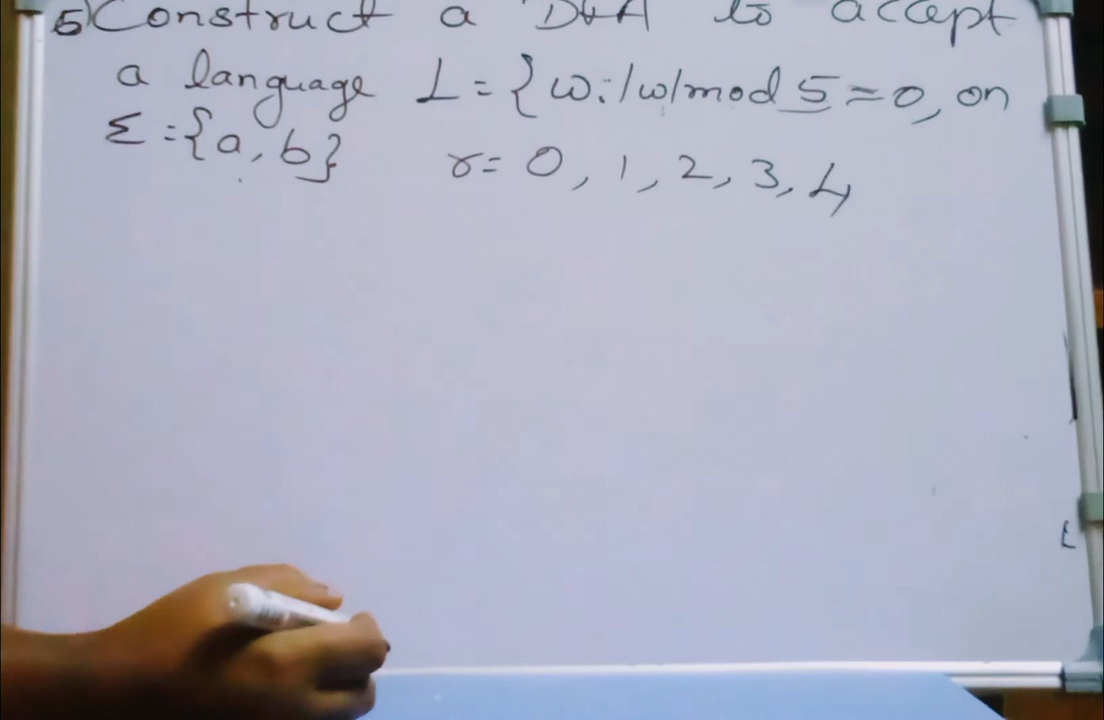 5) Construct a DFA to accept
a language L = { w : |w| mod 5 = 0, on
Σ = {a, b} r = 0, 1, 2, 3, 4